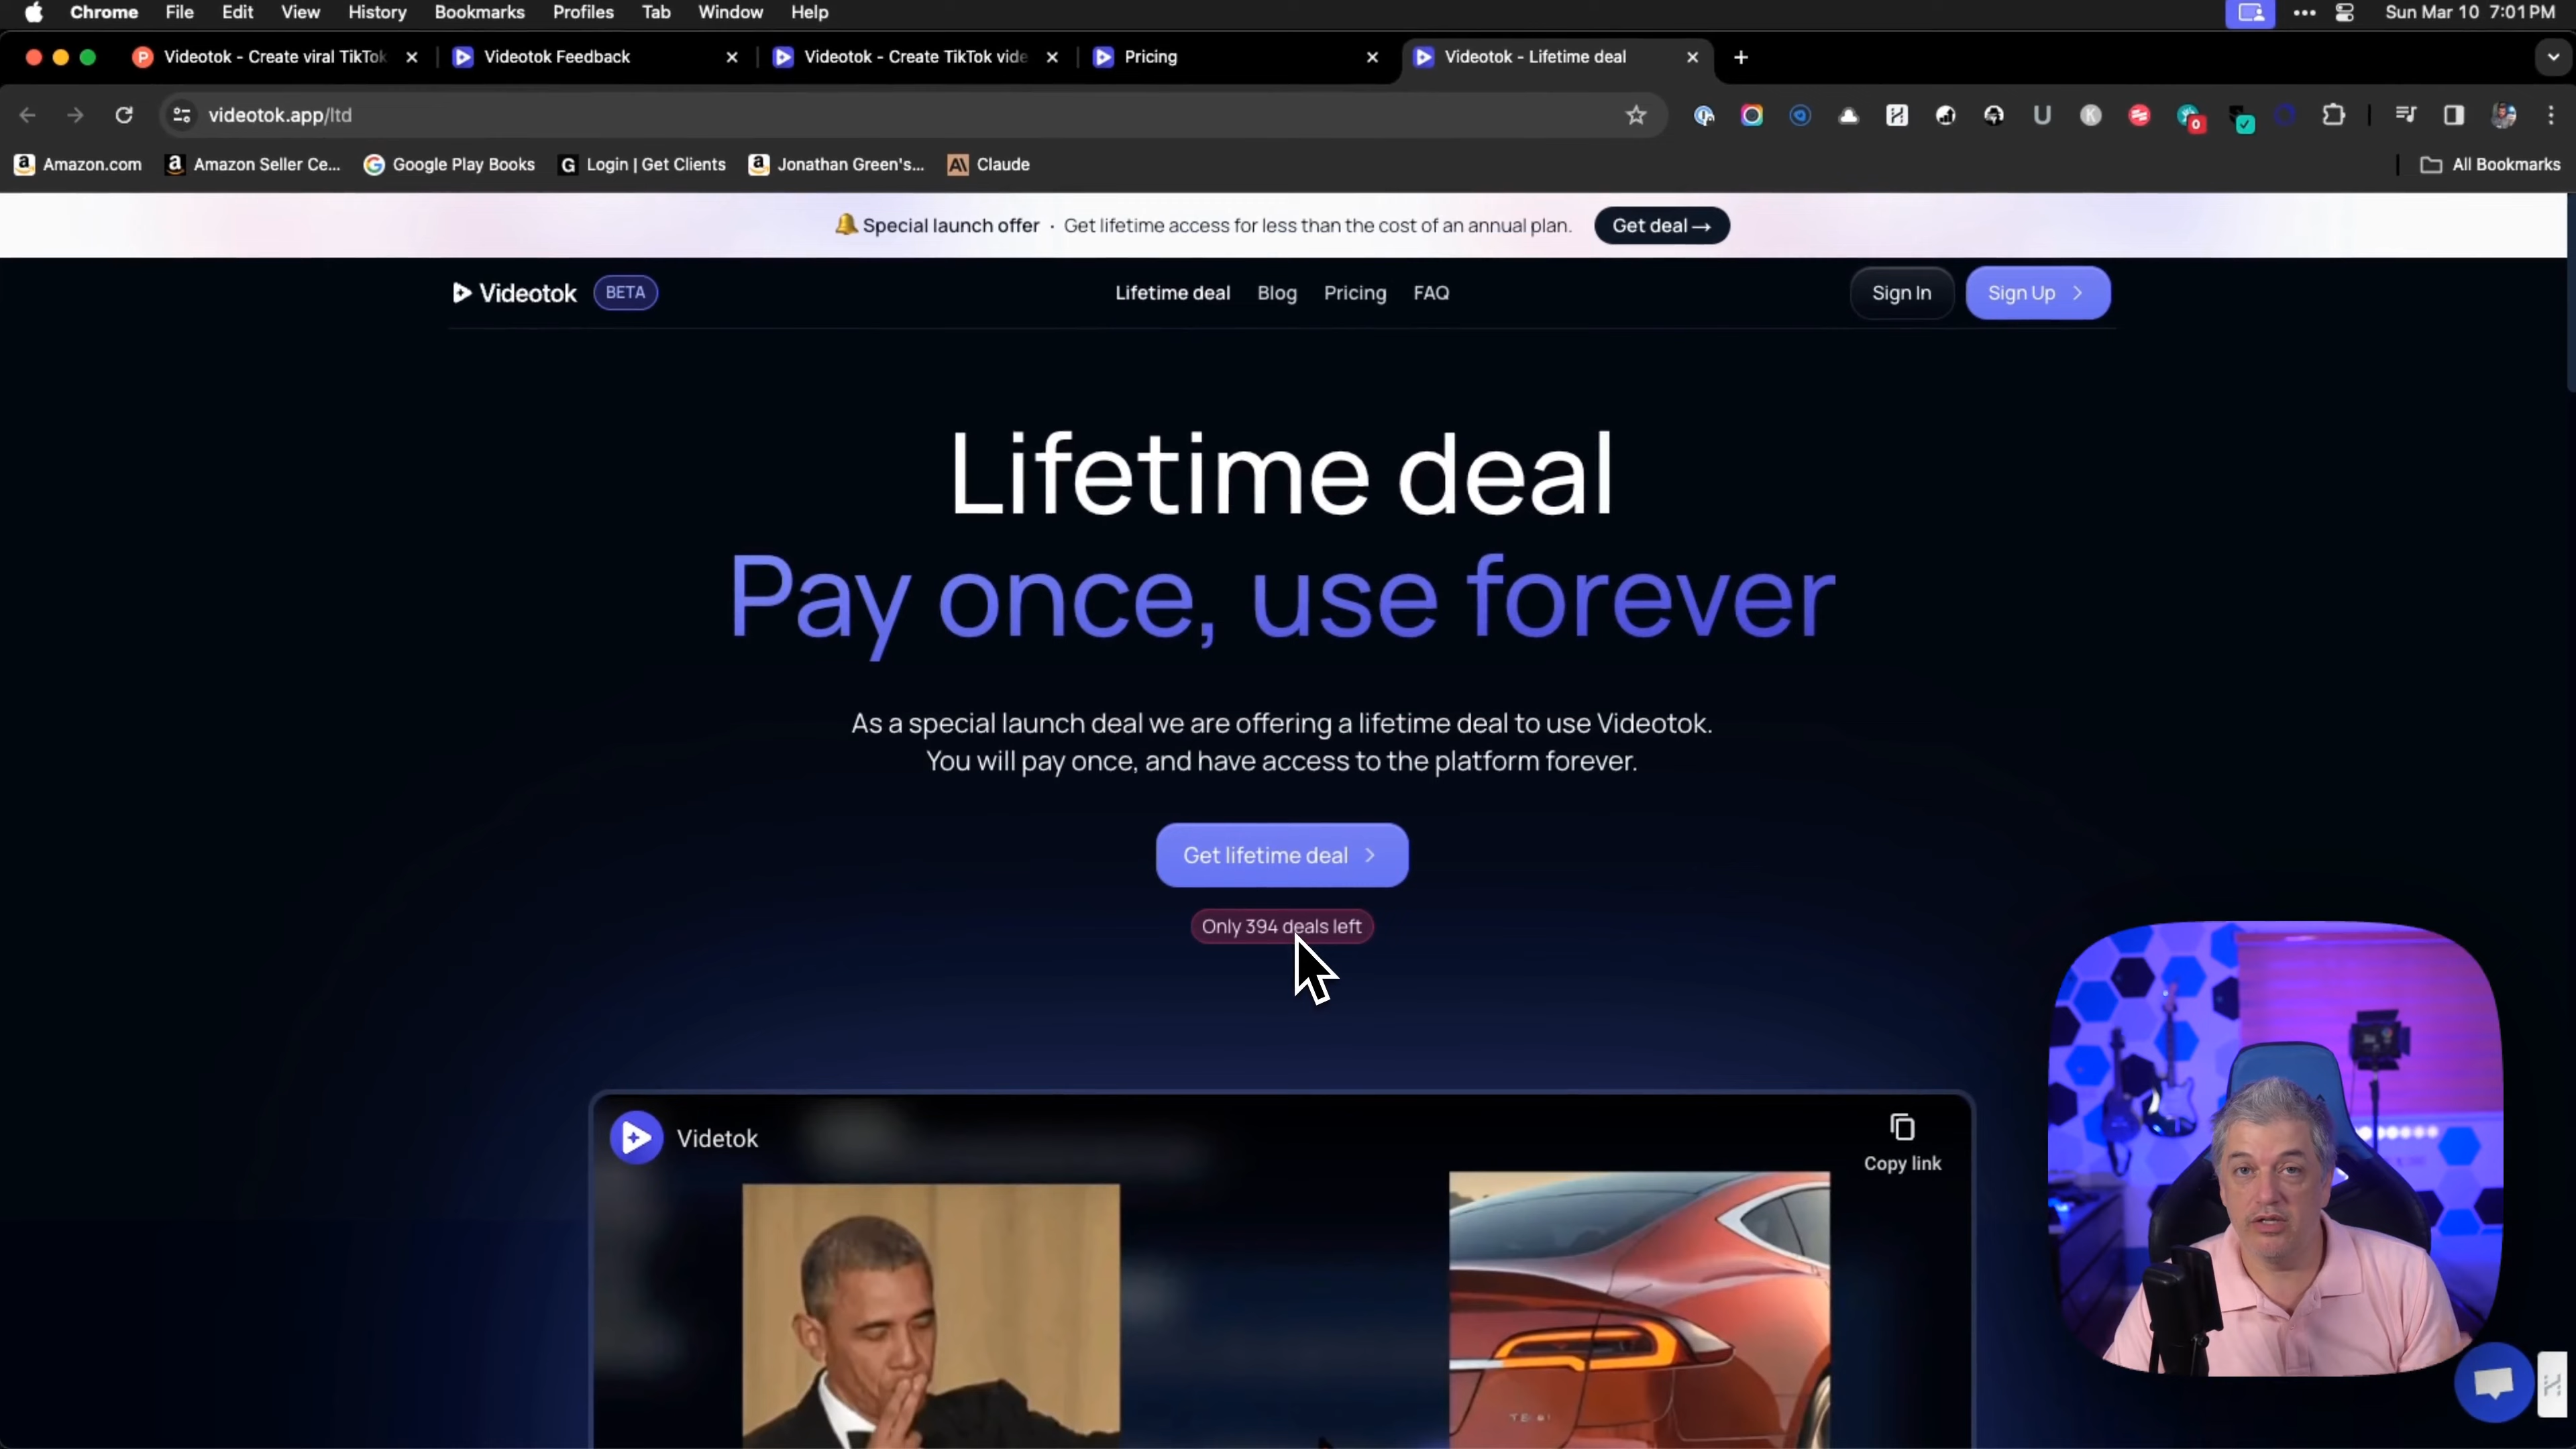 Chrome File Edit View History Bookmarks Profiles Tab Window Help Sun Mar 10 7:01 PM
Videotok - Create viral TikTok Videotok Feedback Videotok - Create TikTok vide Pricing Videotok - Lifetime deal
videotok.app/ltd
Amazon.com Amazon Seller Ce... Google Play Books Login | Get Clients Jonathan Green's... Claude All Bookmarks
Special launch offer · Get lifetime access for less than the cost of an annual plan. Get deal →
Videotok BETA Lifetime deal Blog Pricing FAQ Sign In Sign Up
Lifetime deal
Pay once, use forever
As a special launch deal we are offering a lifetime deal to use Videotok.
You will pay once, and have access to the platform forever.
Get lifetime deal
Only 394 deals left
Videtok
Copy link